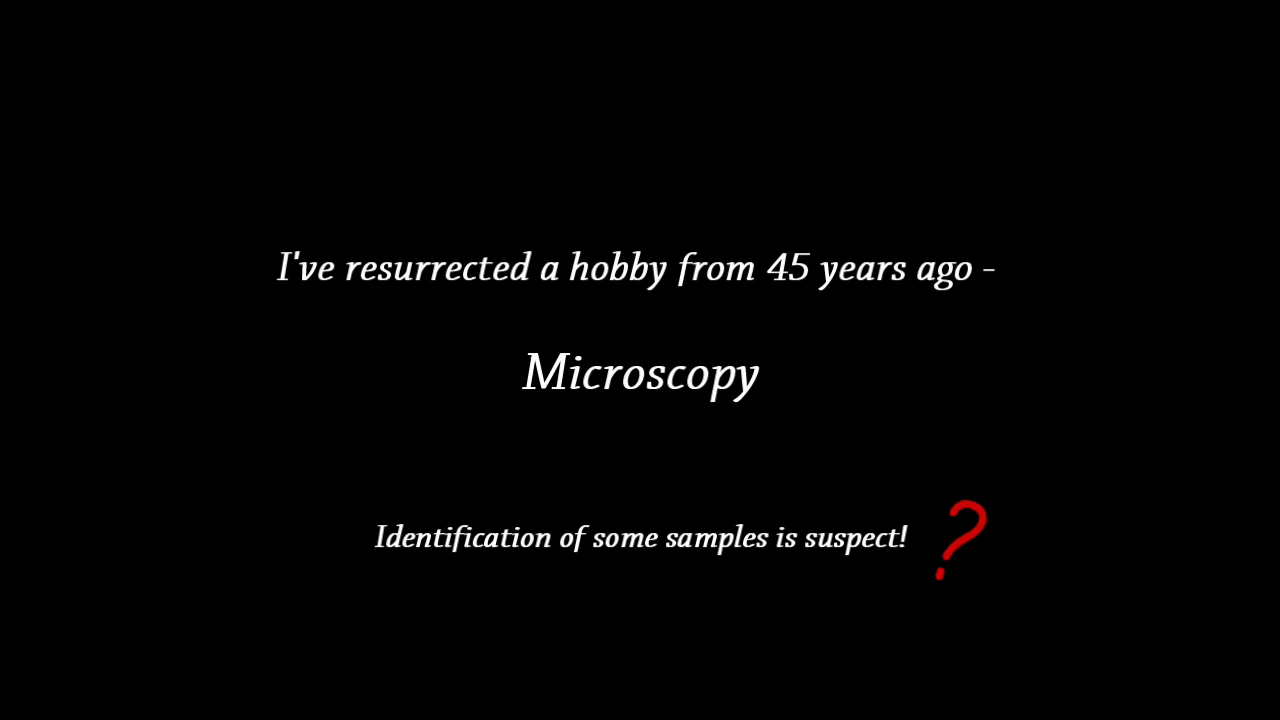 I've resurrected a hobby from 45 years ago -
Microscopy
Identification of some samples is suspect! ?